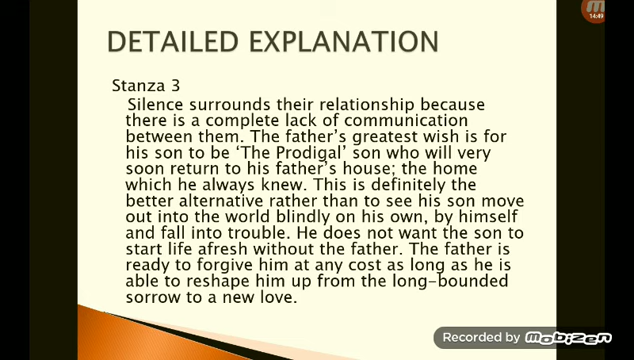 14:49
DETAILED EXPLANATION
Stanza 3
Silence surrounds their relationship because
there is a complete lack of communication
between them. The father's greatest wish is for
his son to be 'The Prodigal' son who will very
soon return to his father's house; the home
which he always knew. This is definitely the
better alternative rather than to see his son move
out into the world blindly on his own, by himself
and fall into trouble. He does not want the son to
start life afresh without the father. The father is
ready to forgive him at any cost as long as he is
able to reshape him up from the long-bounded
sorrow to a new love.
Recorded by Mobizen